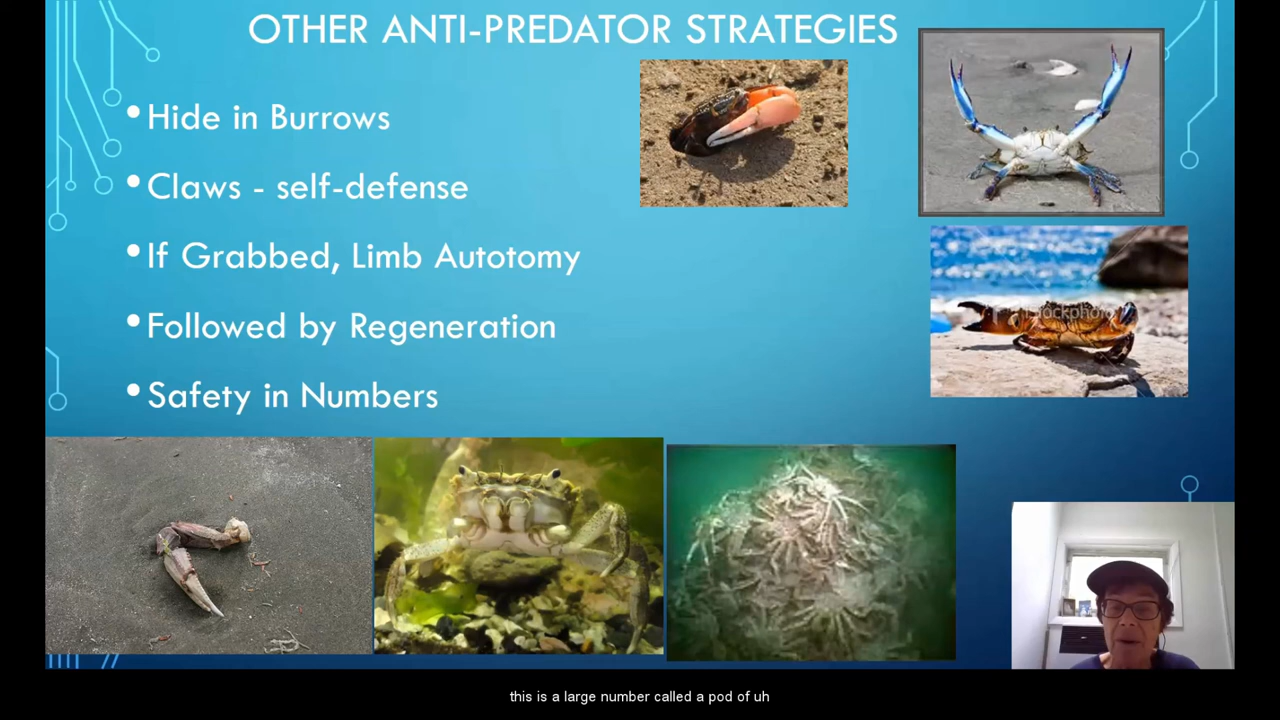 OTHER ANTI-PREDATOR STRATEGIES
• Hide in Burrows
• Claws - self-defense
• If Grabbed, Limb Autotomy
• Followed by Regeneration
• Safety in Numbers
this is a large number called a pod of uh